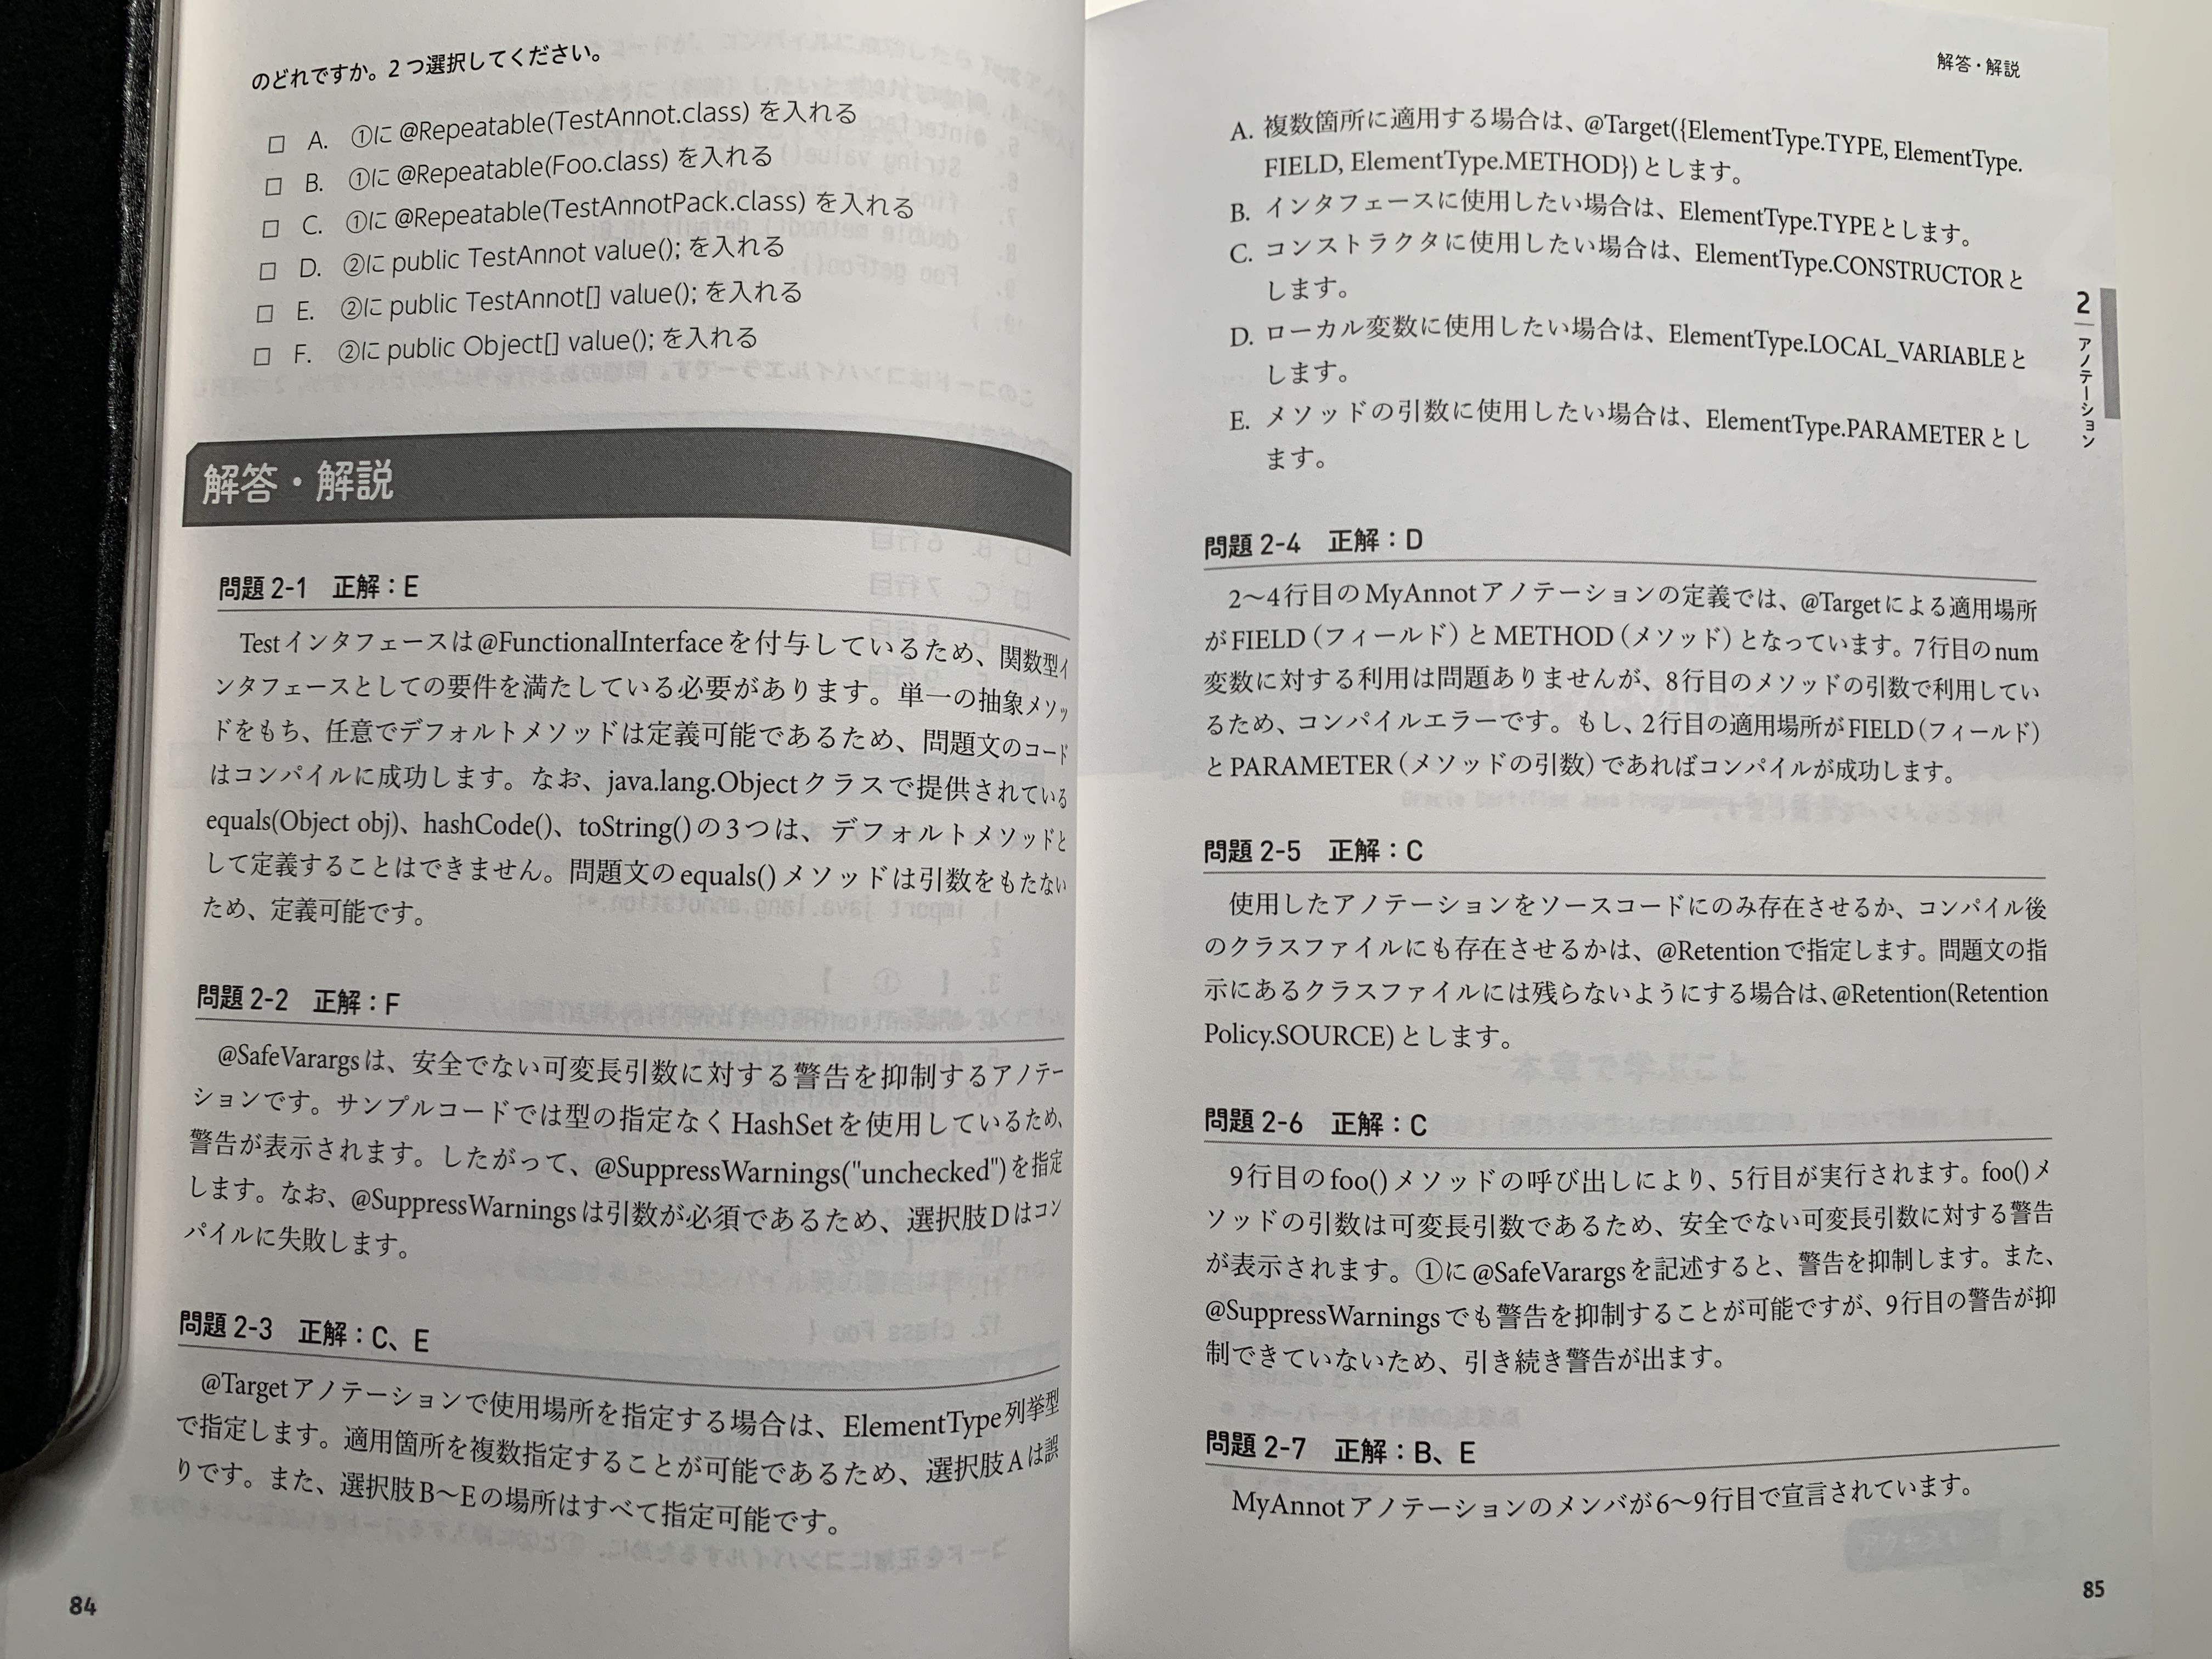 のどれですか。2つ選択してください。
□ A. ①に @Repeatable(TestAnnot.class) を入れる
□ B. ①に @Repeatable(Foo.class) を入れる
□ C. ①に @Repeatable(TestAnnotPack.class) を入れる
□ D. ②に public TestAnnot value(); を入れる
□ E. ②に public TestAnnot[] value(); を入れる
□ F. ②に public Object[] value(); を入れる
解答・解説
問題 2-1 正解：E
Testインタフェースは@FunctionalInterfaceを付与しているため、関数型イ
ンタフェースとしての要件を満たしている必要があります。単一の抽象メソッ
ドをもち、任意でデフォルトメソッドは定義可能であるため、問題文のコード
はコンパイルに成功します。なお、java.lang.Objectクラスで提供されている
equals(Object obj)、hashCode()、toString()の3つは、デフォルトメソッドと
して定義することはできません。問題文のequals()メソッドは引数をもたない
ため、定義可能です。
問題 2-2 正解：F
@SafeVarargsは、安全でない可変長引数に対する警告を抑制するアノテー
ションです。サンプルコードでは型の指定なくHashSetを使用しているため、
警告が表示されます。したがって、@SuppressWarnings("unchecked")を指定
します。なお、@SuppressWarningsは引数が必須であるため、選択肢Dはコン
パイルに失敗します。
問題 2-3 正解：C、E
@Targetアノテーションで使用場所を指定する場合は、ElementType列挙型
で指定します。適用箇所を複数指定することが可能であるため、選択肢Aは誤
りです。また、選択肢B〜Eの場所はすべて指定可能です。
84
解答・解説
A. 複数箇所に適用する場合は、@Target({ElementType.TYPE, ElementType.
FIELD, ElementType.METHOD})とします。
B. インタフェースに使用したい場合は、ElementType.TYPEとします。
C. コンストラクタに使用したい場合は、ElementType.CONSTRUCTORと
します。
D. ローカル変数に使用したい場合は、ElementType.LOCAL_VARIABLEと
します。
E. メソッドの引数に使用したい場合は、ElementType.PARAMETERとし
ます。
2 アノテーション
問題 2-4 正解：D
2〜4行目のMyAnnotアノテーションの定義では、@Targetによる適用場所
がFIELD（フィールド）とMETHOD（メソッド）となっています。7行目のnum
変数に対する利用は問題ありませんが、8行目のメソッドの引数で利用してい
るため、コンパイルエラーです。もし、2行目の適用場所がFIELD（フィールド）
とPARAMETER（メソッドの引数）であればコンパイルが成功します。
問題 2-5 正解：C
使用したアノテーションをソースコードにのみ存在させるか、コンパイル後
のクラスファイルにも存在させるかは、@Retentionで指定します。問題文の指
示にあるクラスファイルには残らないようにする場合は、@Retention(Retention
Policy.SOURCE)とします。
問題 2-6 正解：C
9行目のfoo()メソッドの呼び出しにより、5行目が実行されます。foo()メ
ソッドの引数は可変長引数であるため、安全でない可変長引数に対する警告
が表示されます。①に@SafeVarargsを記述すると、警告を抑制します。また、
@SuppressWarningsでも警告を抑制することが可能ですが、9行目の警告が抑
制できていないため、引き続き警告が出ます。
問題 2-7 正解：B、E
MyAnnotアノテーションのメンバが6〜9行目で宣言されています。
85